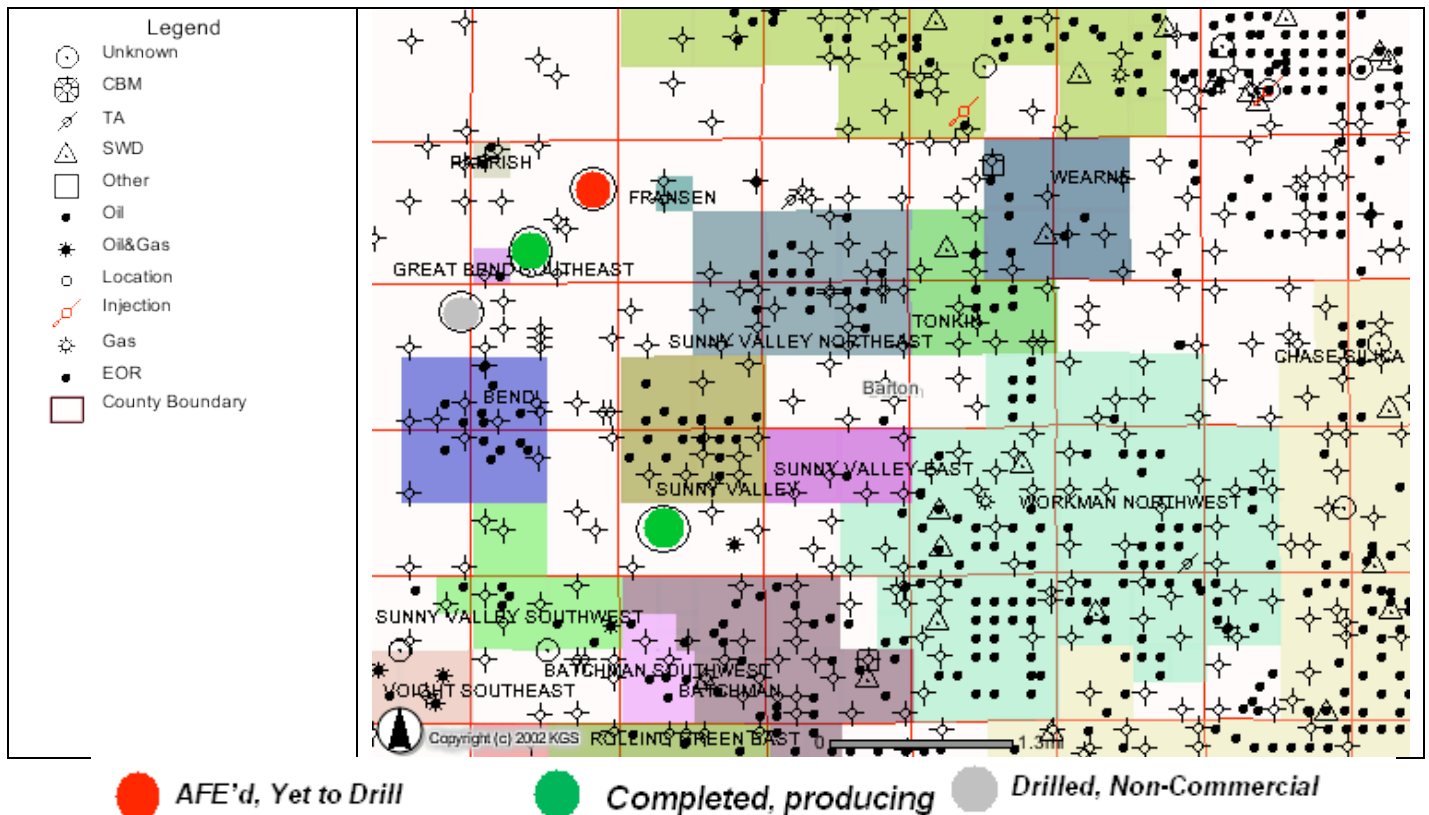 Legend
Unknown
CBM
TA
SWD
Other
Oil
Oil&Gas
Location
Injection
Gas
EOR
County Boundary
PARRISH
WEARNE
FRANSEN
GREAT BEND SOUTHEAST
TONKIN
SUNNY VALLEY NORTHEAST
CHASE-SILICA
Barton
BEND
SUNNY VALLEY EAST
SUNNY VALLEY
WORKMAN NORTHWEST
SUNNY VALLEY SOUTHWEST
BATCHMAN SOUTHWEST
VOIGHT SOUTHEAST
BATCHMAN
Copyright (c) 2002 KGS
ROLLING GREEN EAST
0
1.3mi
AFE'd, Yet to Drill
Completed, producing
Drilled, Non-Commercial